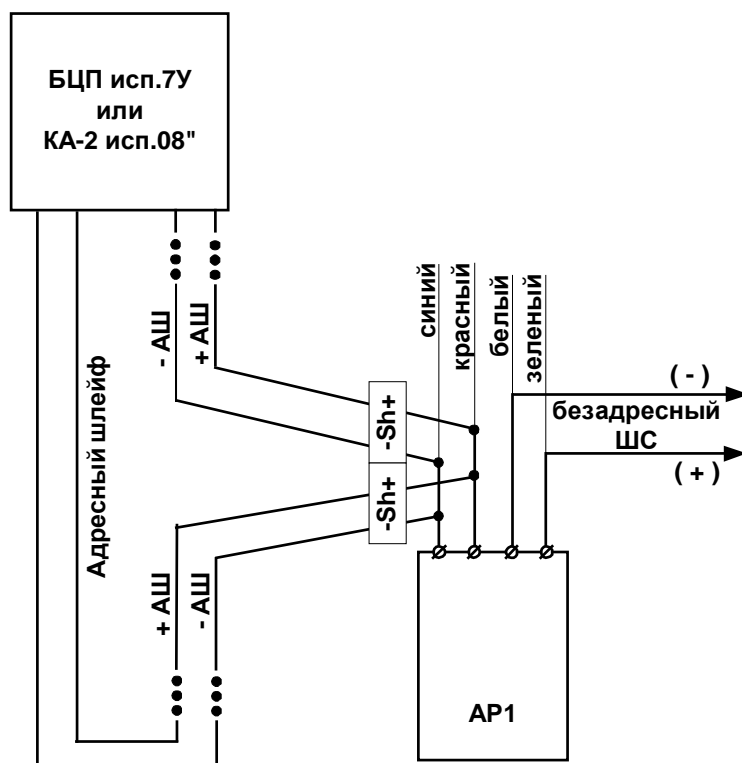 БЦП исп.7У
или
КА-2 исп.08"
- АШ
+ АШ
синий
красный
белый
зеленый
( - )
безадресный
ШС
( + )
-Sh+
-Sh+
Адресный шлейф
+ АШ
- АШ
АР1